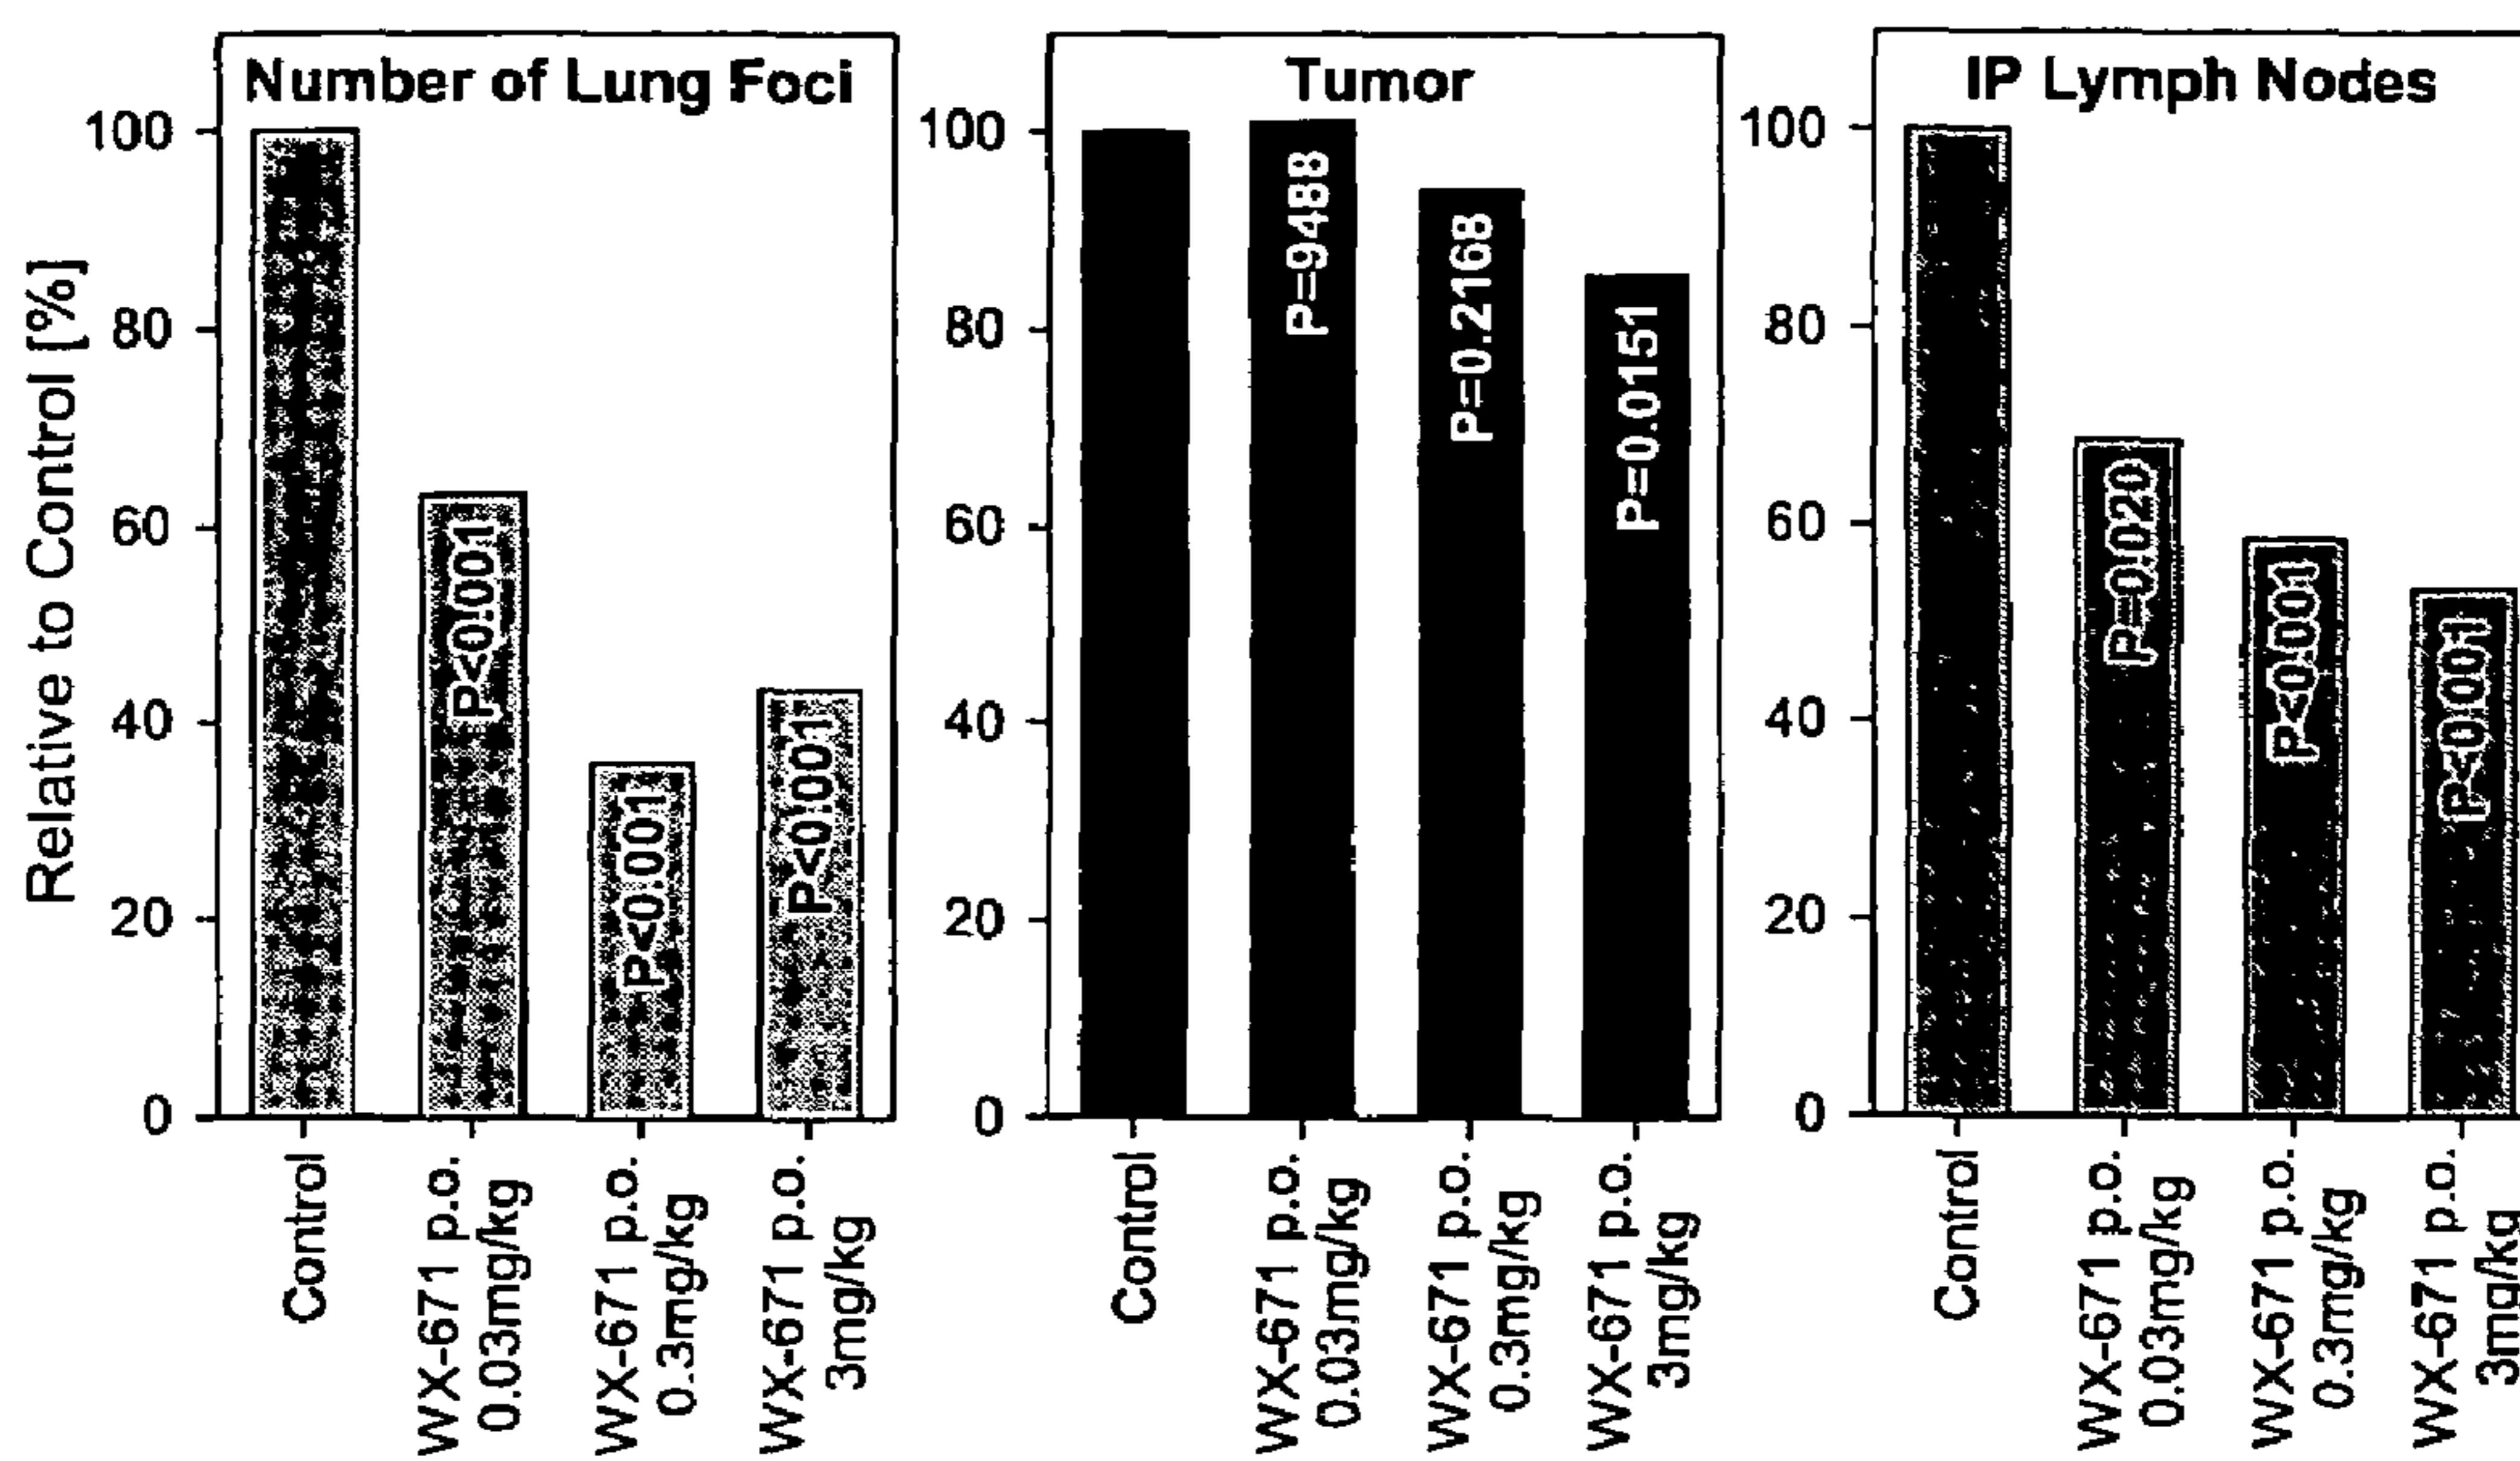 Relative to Control [%]
Number of Lung Foci
100
80
60
40
20
0
P<0.001
P<0.001
P<0.001
Control
WX-671 p.o.
0.03mg/kg
WX-671 p.o.
0.3mg/kg
WX-671 p.o.
3mg/kg
Tumor
100
80
60
40
20
0
P=9488
P=0.2168
P=0.0151
Control
WX-671 p.o.
0.03mg/kg
WX-671 p.o.
0.3mg/kg
WX-671 p.o.
3mg/kg
IP Lymph Nodes
100
80
60
40
20
0
P=0.020
P<0.001
P<0.001
Control
WX-671 p.o.
0.03mg/kg
WX-671 p.o.
0.3mg/kg
WX-671 p.o.
3mg/kg